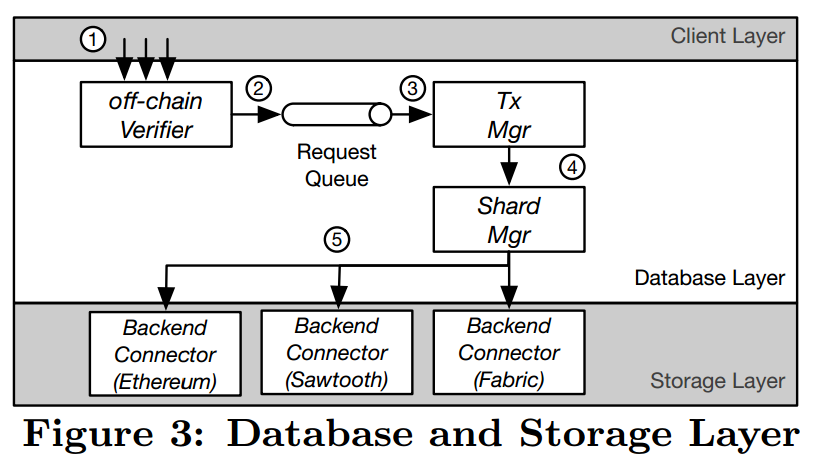 Client Layer
1
off-chain
Verifier
2
Request
Queue
3
Tx
Mgr
4
Shard
Mgr
5
Database Layer
Backend
Connector
(Ethereum)
Backend
Connector
(Sawtooth)
Backend
Connector
(Fabric)
Storage Layer
Figure 3: Database and Storage Layer